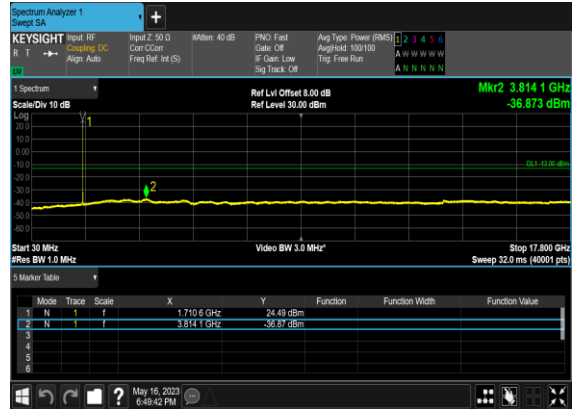 Spectrum Analyzer 1
Swept SA
+
KEYSIGHT Input: RF Input Z: 50 Ω #Atten: 40 dB PNO: Fast Avg Type: Power (RMS) 1 2 3 4 5 6
R T Coupling: DC Corr CCorr Gate: Off Avg|Hold: 100/100 A W W W W W
Align: Auto Freq Ref: Int (S) IF Gain: Low Trig: Free Run
Sig Track: Off A N N N N N
1 Spectrum Ref Lvl Offset 8.00 dB Mkr2 3.814 1 GHz
Scale/Div 10 dB Ref Level 30.00 dBm -36.873 dBm
Log
1
20.0
10.0
0.00
-10.0
DL1 -13.00 dBm
-20.0
-30.0
2
-40.0
-50.0
-60.0
Start 30 MHz Video BW 3.0 MHz* Stop 17.800 GHz
#Res BW 1.0 MHz Sweep 32.0 ms (40001 pts)
5 Marker Table
Mode Trace Scale X Y Function Function Width Function Value
1 N 1 f 1.710 6 GHz 24.49 dBm
2 N 1 f 3.814 1 GHz -36.87 dBm
3
4
5
6
? May 16, 2023
6:49:42 PM